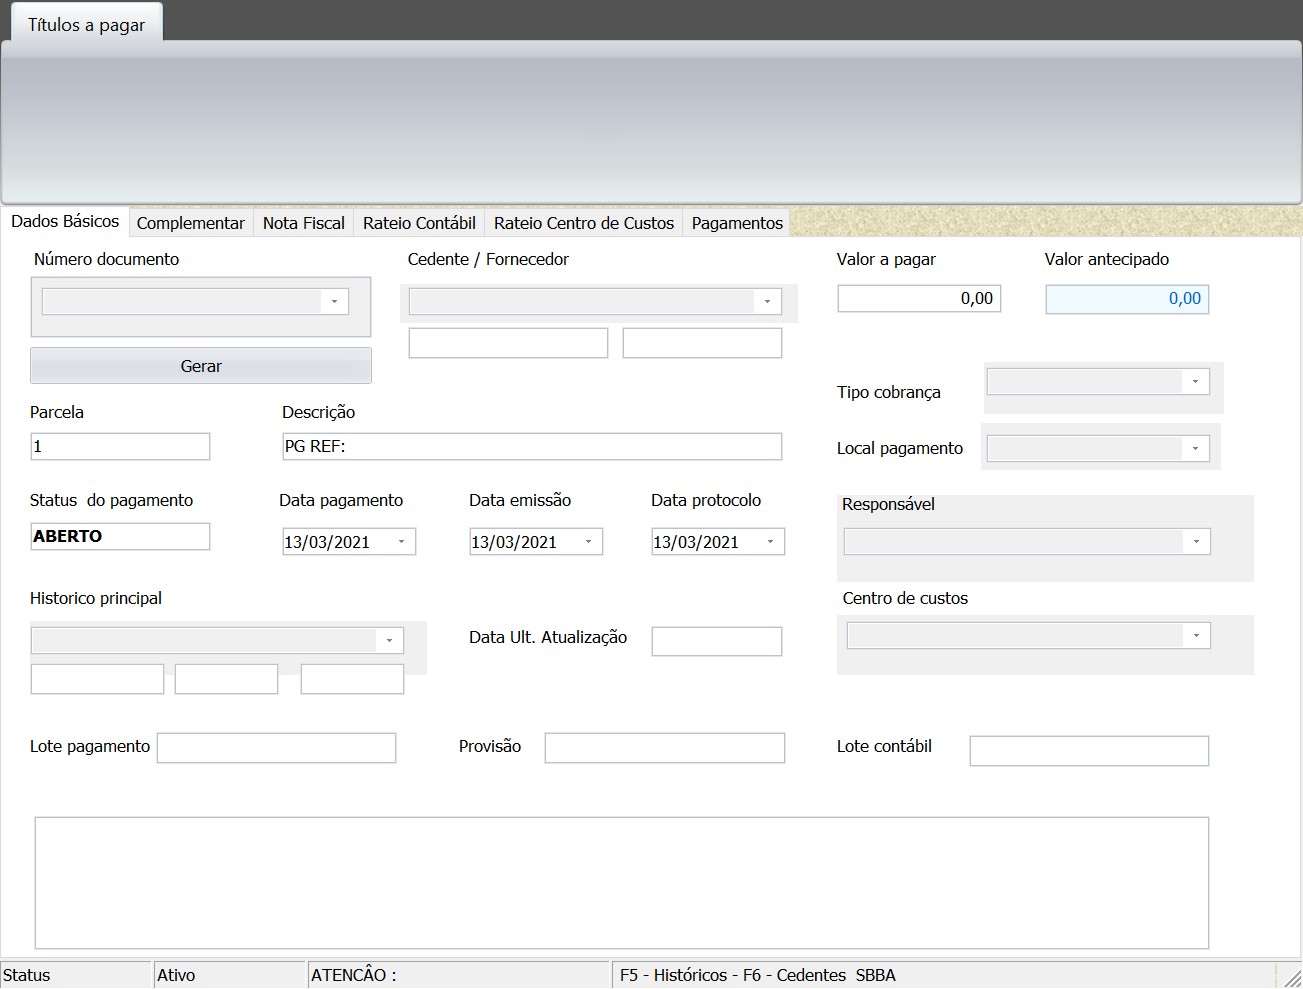 Títulos a pagar
Dados Básicos Complementar Nota Fiscal Rateio Contábil Rateio Centro de Custos Pagamentos
Número documento Cedente / Fornecedor Valor a pagar Valor antecipado
0,00 0,00
Gerar
Tipo cobrança
Parcela Descrição
1 PG REF:
Local pagamento
Status do pagamento Data pagamento Data emissão Data protocolo Responsável
ABERTO 13/03/2021 13/03/2021 13/03/2021
Historico principal Centro de custos
Data Ult. Atualização
Lote pagamento Provisão Lote contábil
Status Ativo ATENCÂO : F5 - Históricos - F6 - Cedentes SBBA